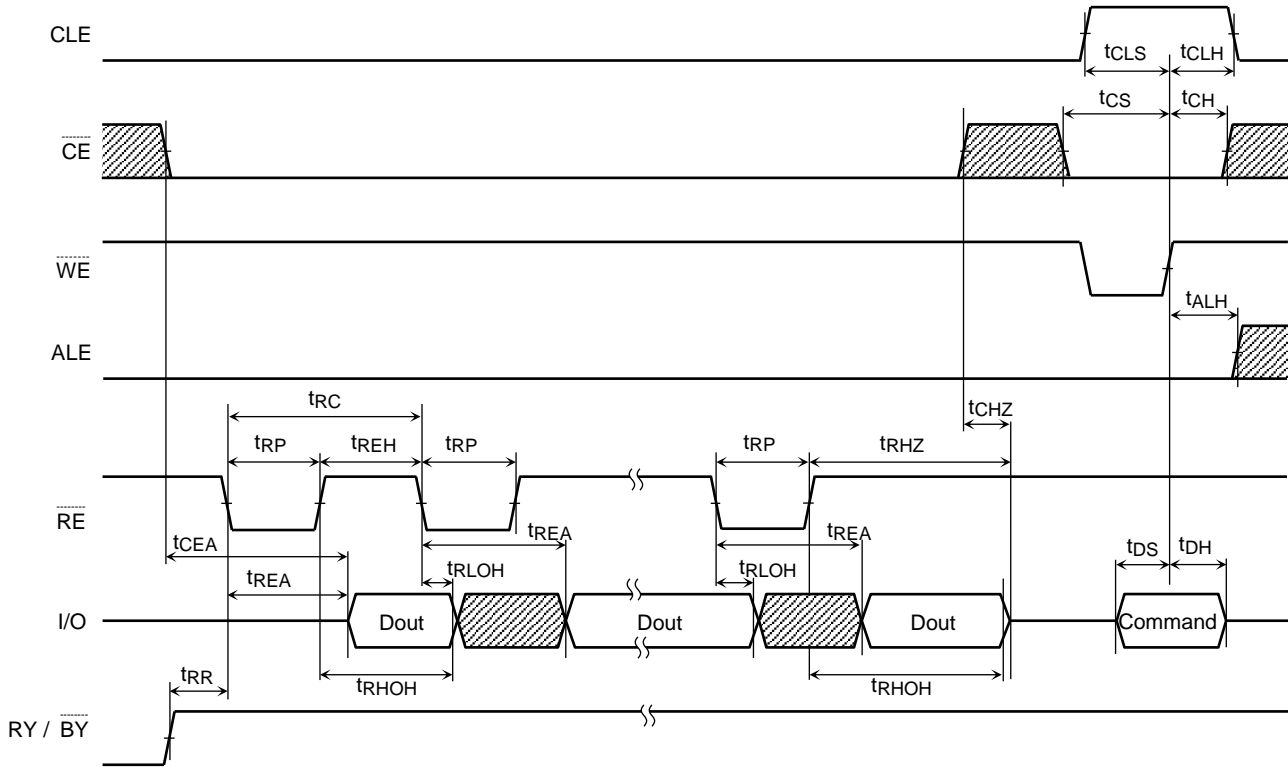 CLE
tCLS tCLH
tCS tCH
CE
WE
tALH
ALE
tRC
tCHZ
tRP tREH tRP tRP tRHZ
RE
tCEA tREA tREA tDS tDH
tREA tRLOH tRLOH
I/O Dout Dout Dout Command
tRR tRHOH tRHOH
RY / BY